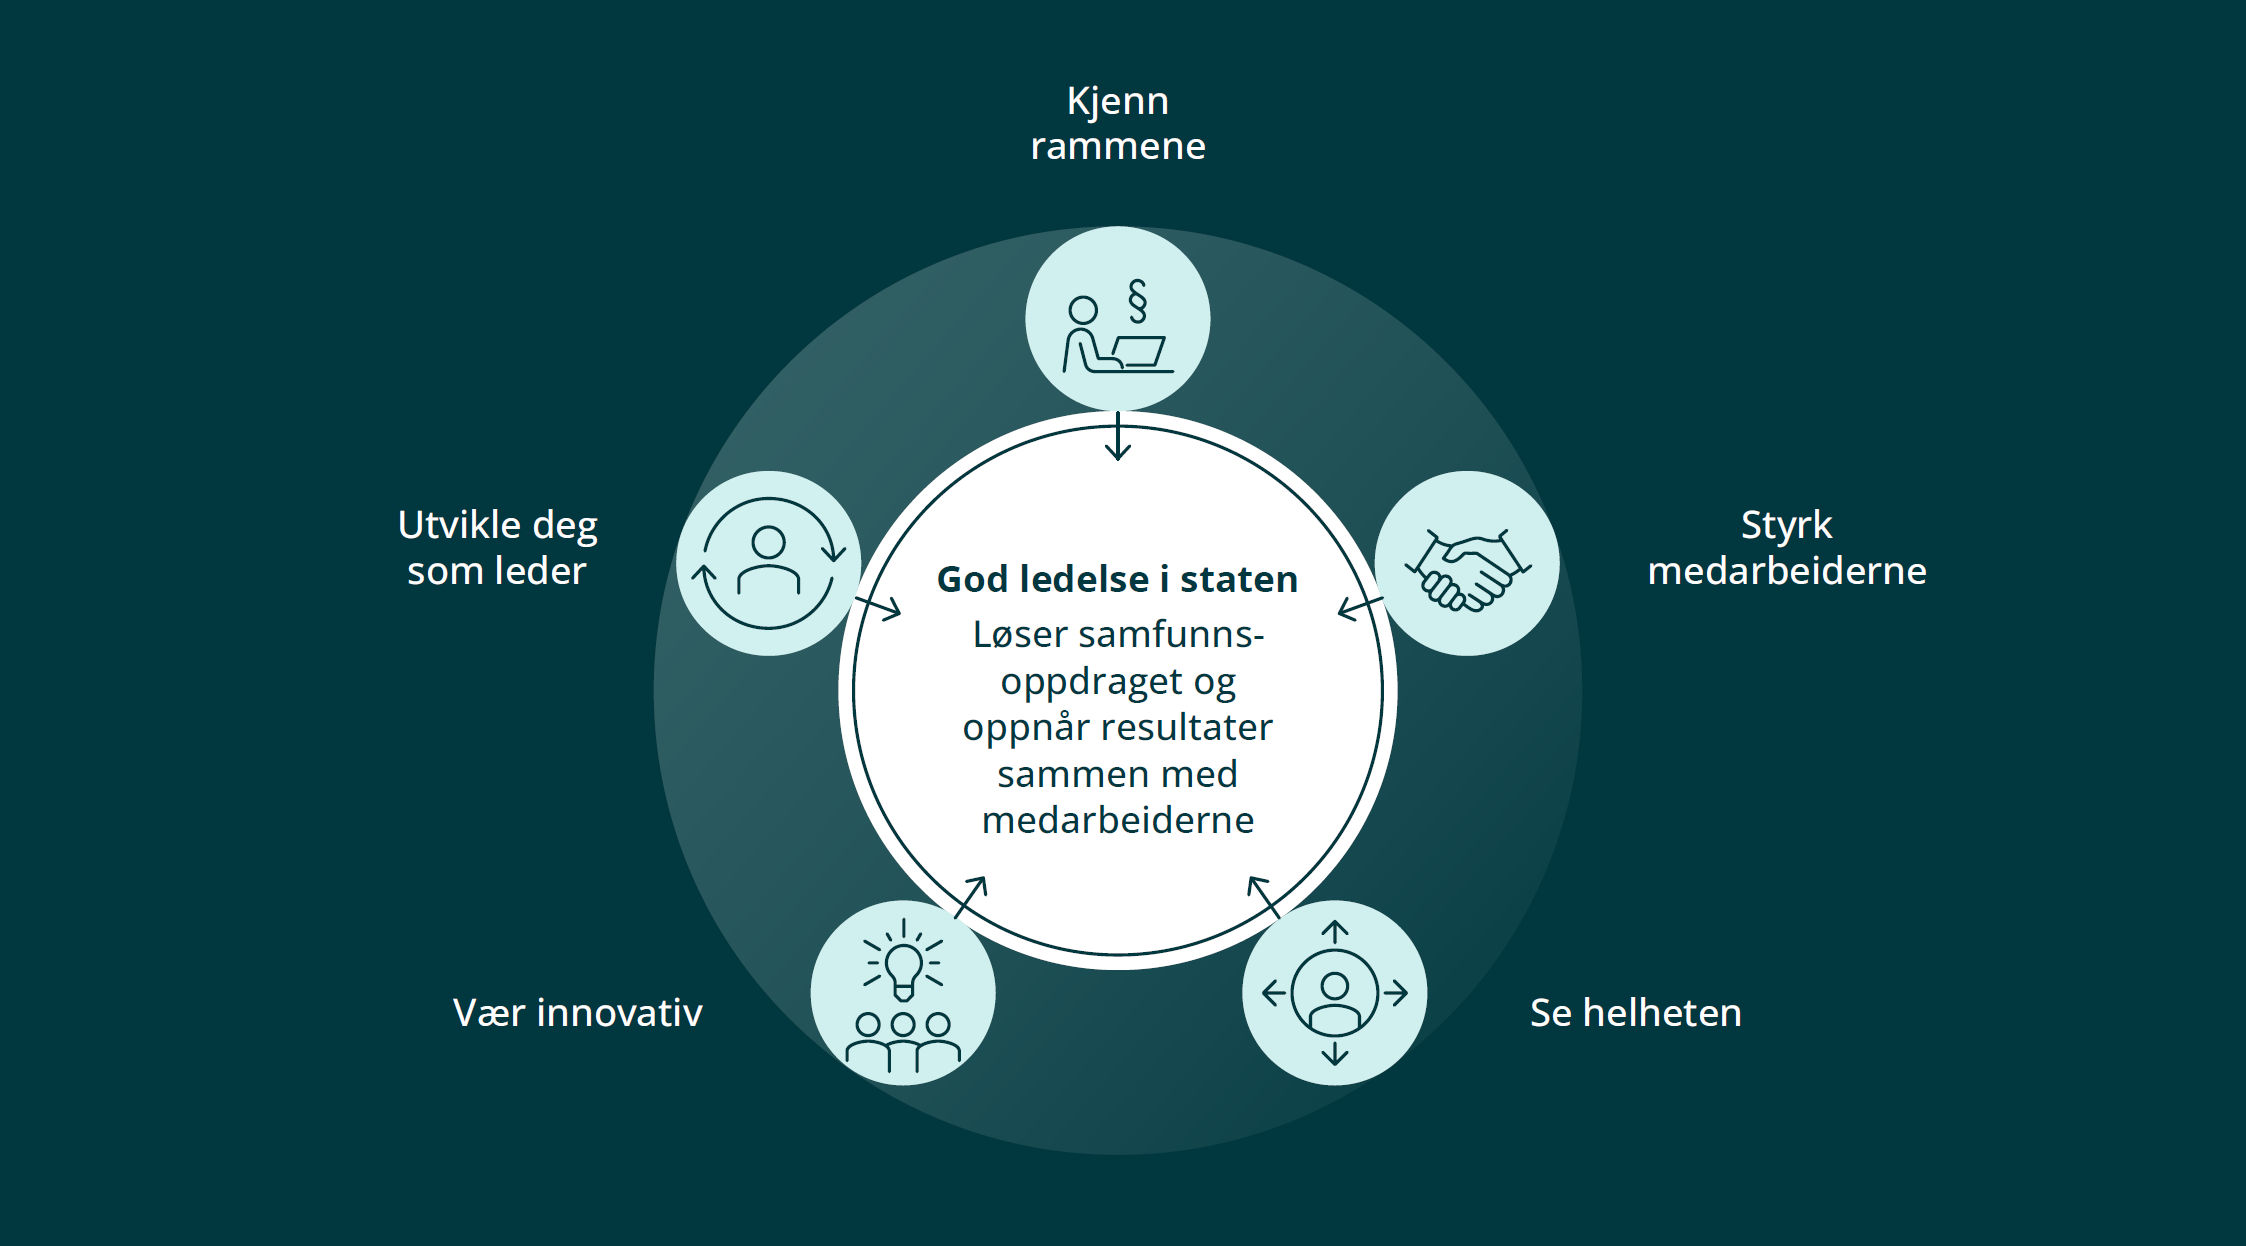 Kjenn
rammene
§
Utvikle deg
som leder
Styrk
medarbeiderne
God ledelse i staten
Løser samfunns-
oppdraget og
oppnår resultater
sammen med
medarbeiderne
Vær innovativ
Se helheten